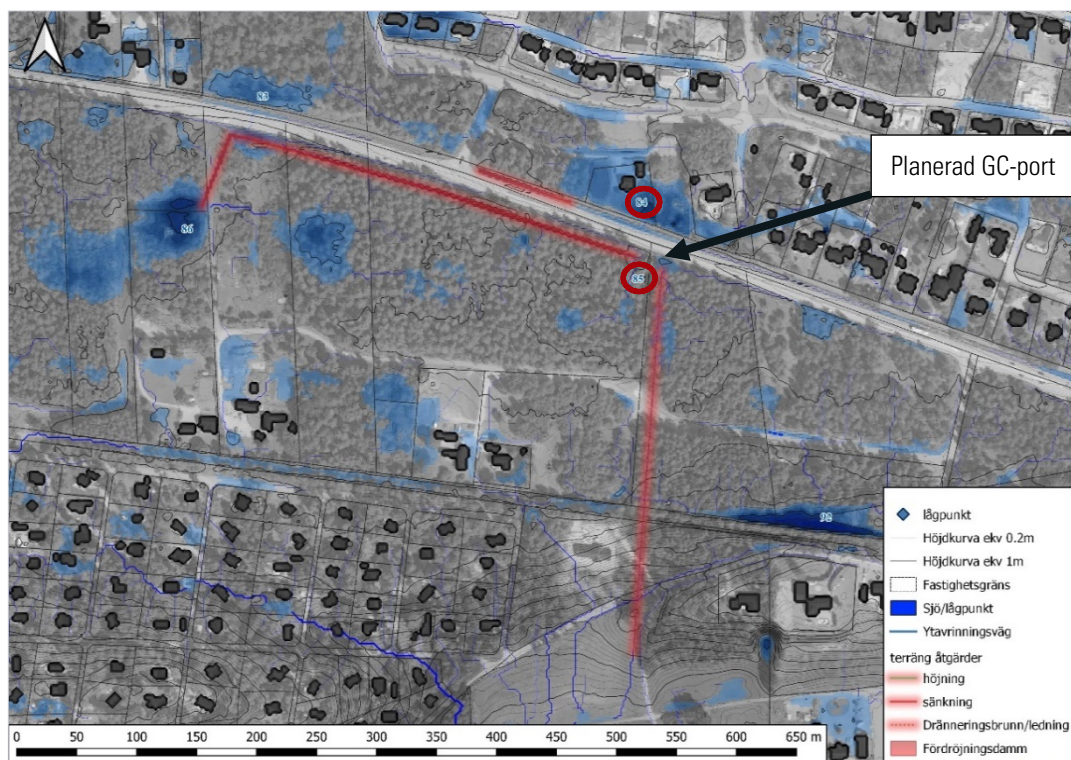 83
Planerad GC-port
84
86
85
92
lågpunkt
Höjdkurva ekv 0.2m
Höjdkurva ekv 1m
Fastighetsgräns
Sjö/lågpunkt
Ytavrinningsväg
terräng åtgärder
höjning
sänkning
Dränneringsbrunn/ledning
Fördröjningsdamm
0 50 100 150 200 250 300 350 400 450 500 550 600 650 m